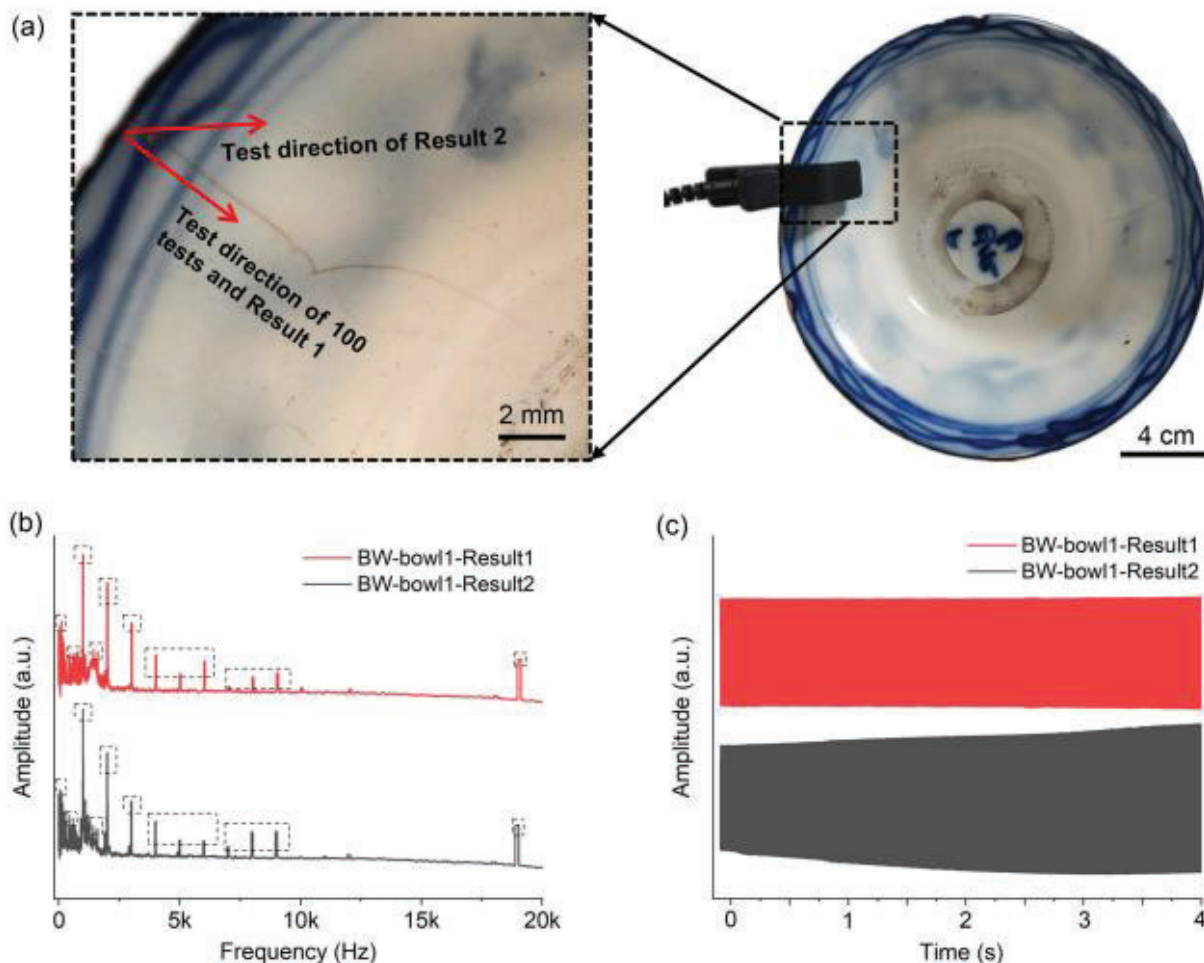 (a)
Test direction of Result 2
Test direction of 100
tests and Result 1
2 mm
4 cm
(b)
BW-bowl1-Result1
BW-bowl1-Result2
Amplitude (a.u.)
0 5k 10k 15k 20k
Frequency (Hz)
(c)
BW-bowl1-Result1
BW-bowl1-Result2
Amplitude (a.u.)
0 1 2 3 4
Time (s)